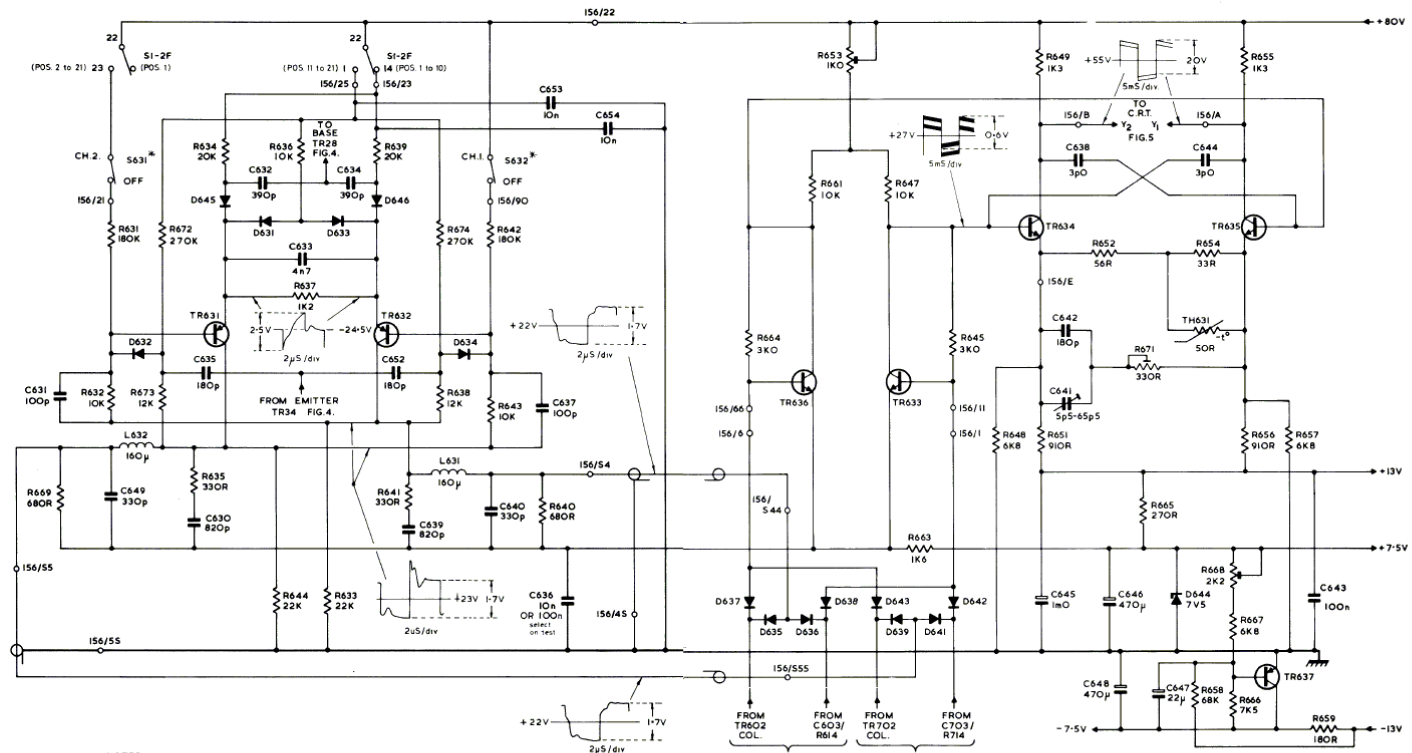 156/22
+80V
22
S1-2F
(POS. 2 to 21) 23
(POS. 1)
22
S1-2F
(POS. 11 to 21) 1
14 (POS. 1 to 10)
156/25
156/23
C653
10n
C654
10n
R653
1K0
R649
1K3
+55V
20V
5mS/div.
R655
1K3
TO
C.R.T.
Y2
Y1
FIG.5
156/B
156/A
+27V
0·6V
5mS/div
C638
3p0
C644
3p0
CH.2.
S631*
OFF
156/21
R634
20K
R636
10K
TO
BASE
TR28
FIG.4.
R639
20K
C632
390p
C634
390p
D645
D646
D631
D633
CH.1.
S632*
OFF
156/90
R631
180K
R672
270K
R674
270K
R642
180K
C633
4n7
R637
1K2
R661
10K
R647
10K
TR634
TR635
R652
56R
R654
33R
156/E
TR631
TR632
2·5V
-24·5V
2µS/div
+22V
1·7V
2µS/div
D632
D634
C635
180p
C652
180p
FROM EMITTER
TR34 FIG.4.
C631
100p
R632
10K
R673
12K
R638
12K
R643
10K
C637
100p
R664
3K0
R645
3K0
TR636
TR633
156/66
156/6
156/11
156/1
C642
180p
TH631
-t°
50R
R671
330R
C641
5p5-65p5
R648
6K8
R651
910R
R656
910R
R657
6K8
L632
160µ
R669
680R
C649
330p
R635
330R
C630
820p
R641
330R
C639
820p
L631
160µ
C640
330p
R640
680R
156/54
156/
544
+13V
R665
270R
R663
1K6
+7·5V
156/55
R644
22K
R633
22K
+23V
1·7V
2uS/div
C636
10n
OR 100n
select
on test
156/45
D637
D638
D643
D642
D635
D636
D639
D641
C645
1m0
C646
470µ
D644
7V5
R668
2K2
C643
100n
R667
6K8
156/55
156/555
+22V
1·7V
2µS/div
FROM
TR602
COL.
FROM
C603/
R614
FROM
TR702
COL.
FROM
C703/
R714
C648
470µ
C647
22µ
R658
68K
R666
7K5
TR637
-7·5V
R659
180R
-13V